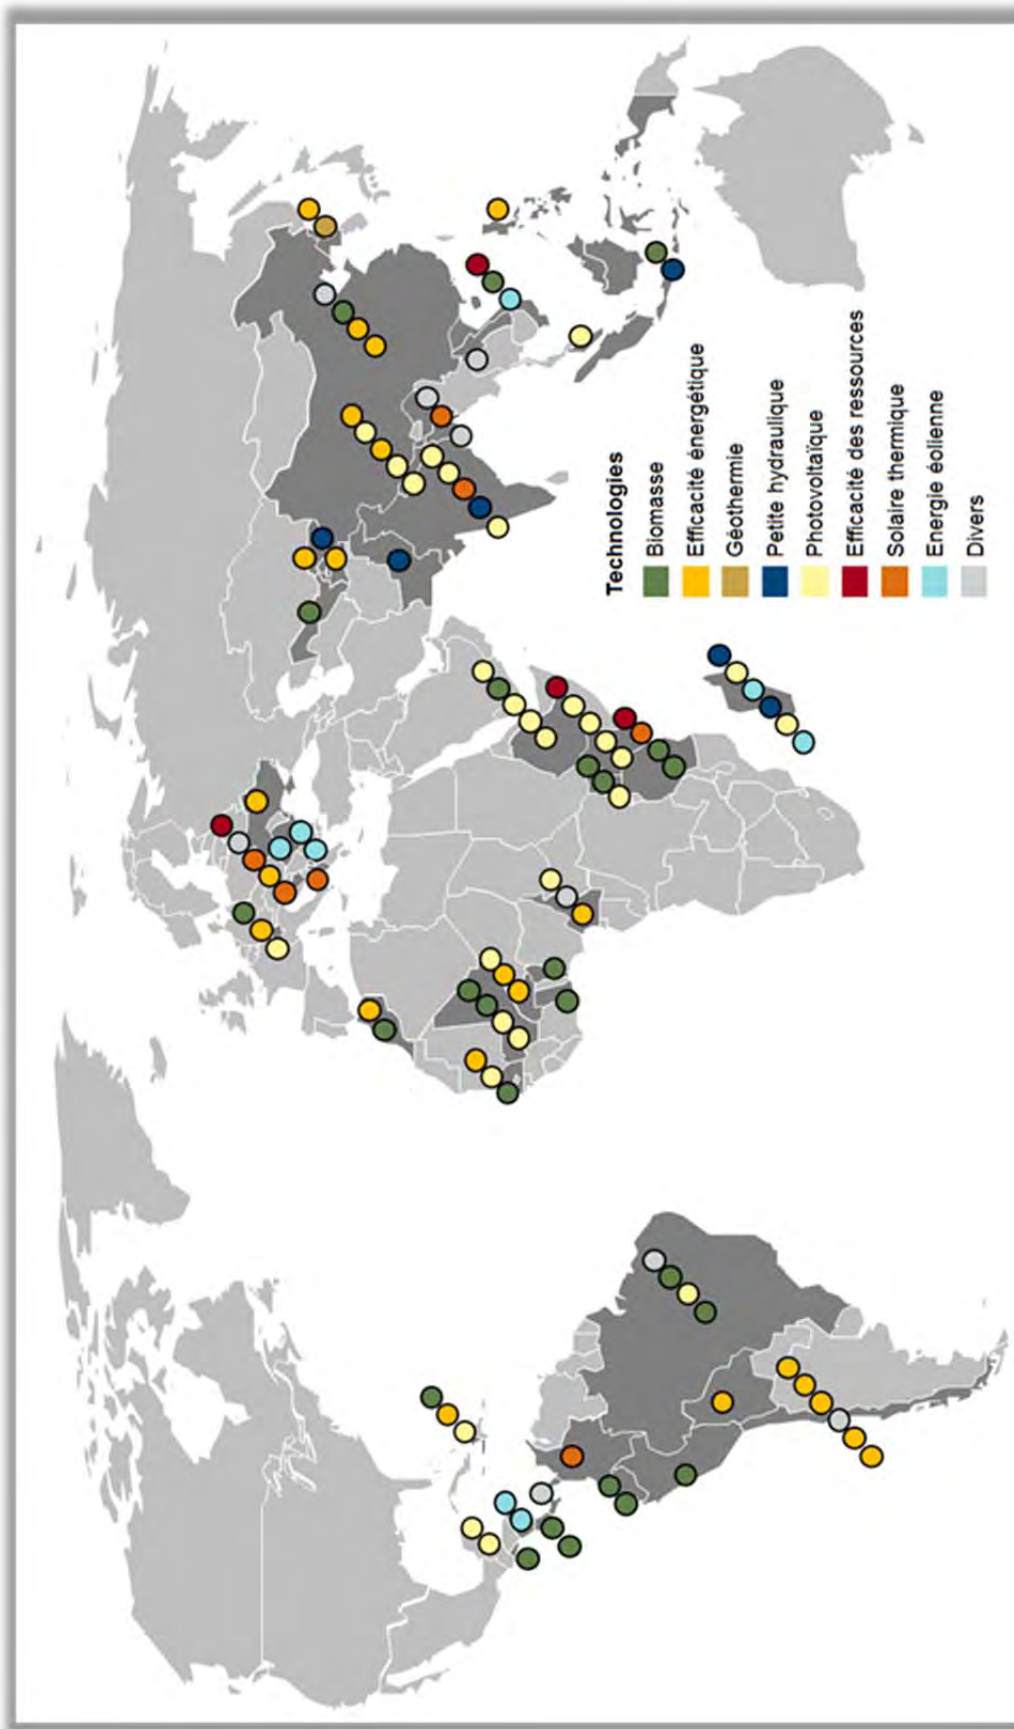 Technologies
Biomasse
Efficacité énergétique
Géothermie
Petite hydraulique
Photovoltaïque
Efficacité des ressources
Solaire thermique
Energie éolienne
Divers